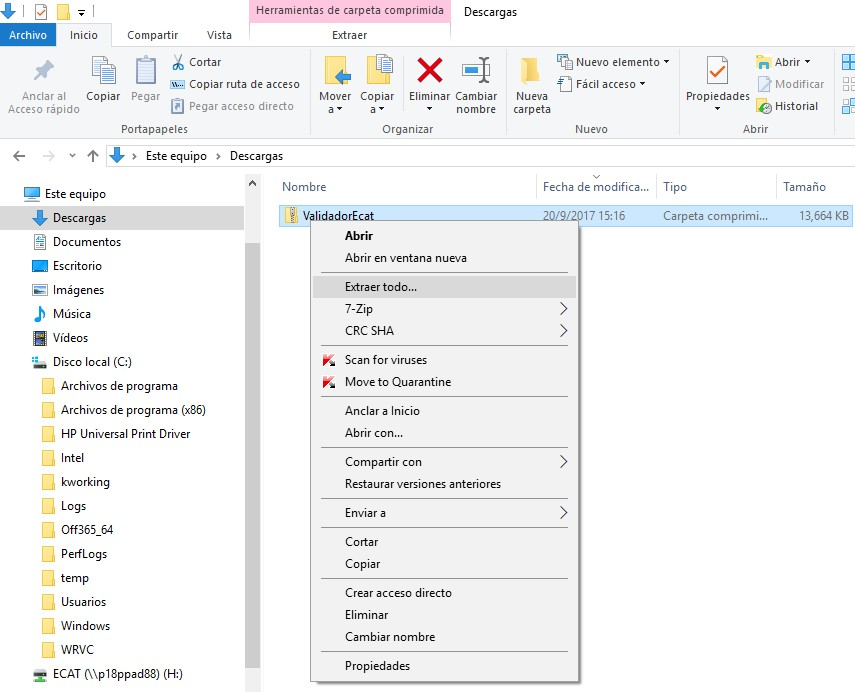 Herramientas de carpeta comprimida
Descargas
Archivo
Inicio
Compartir
Vista
Extraer
Anclar al
Acceso rápido
Copiar
Pegar
Cortar
Copiar ruta de acceso
Pegar acceso directo
Portapapeles
Mover
a
Copiar
a
Eliminar
Cambiar
nombre
Organizar
Nueva
carpeta
Nuevo elemento
Fácil acceso
Nuevo
Propiedades
Abrir
Modificar
Historial
Abrir
Este equipo
Descargas
Este equipo
Descargas
Documentos
Escritorio
Imágenes
Música
Vídeos
Disco local (C:)
Archivos de programa
Archivos de programa (x86)
HP Universal Print Driver
Intel
kworking
Logs
Off365_64
PerfLogs
temp
Usuarios
Windows
WRVC
ECAT (\\p18ppad88) (H:)
Nombre
Fecha de modifica...
Tipo
Tamaño
ValidadorEcat
20/9/2017 15:16
Carpeta comprimi...
13,664 KB
Abrir
Abrir en ventana nueva
Extraer todo...
7-Zip
CRC SHA
Scan for viruses
Move to Quarantine
Anclar a Inicio
Abrir con...
Compartir con
Restaurar versiones anteriores
Enviar a
Cortar
Copiar
Crear acceso directo
Eliminar
Cambiar nombre
Propiedades